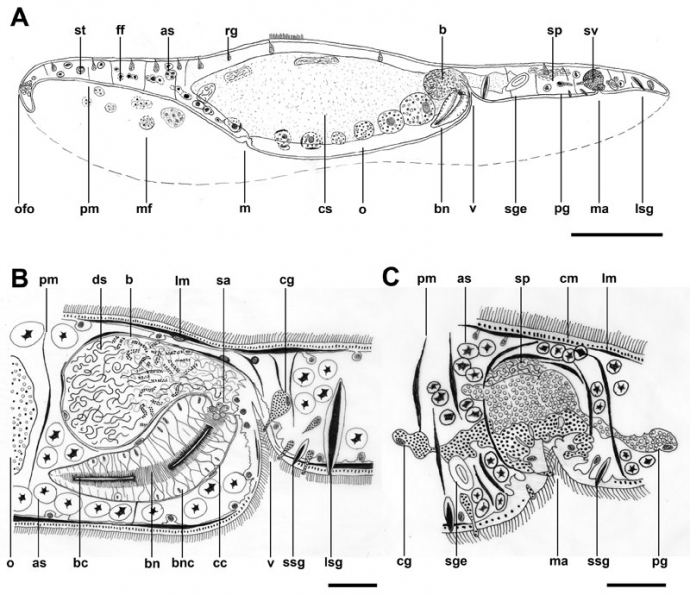 A
st ff as rg b sp sv
ofo pm mf m cs o bn v sge pg ma lsg
B
pm ds b lm sa cg
o as bc bn bnc cc v ssg lsg
C
pm as sp cm lm
cg sge ma ssg pg